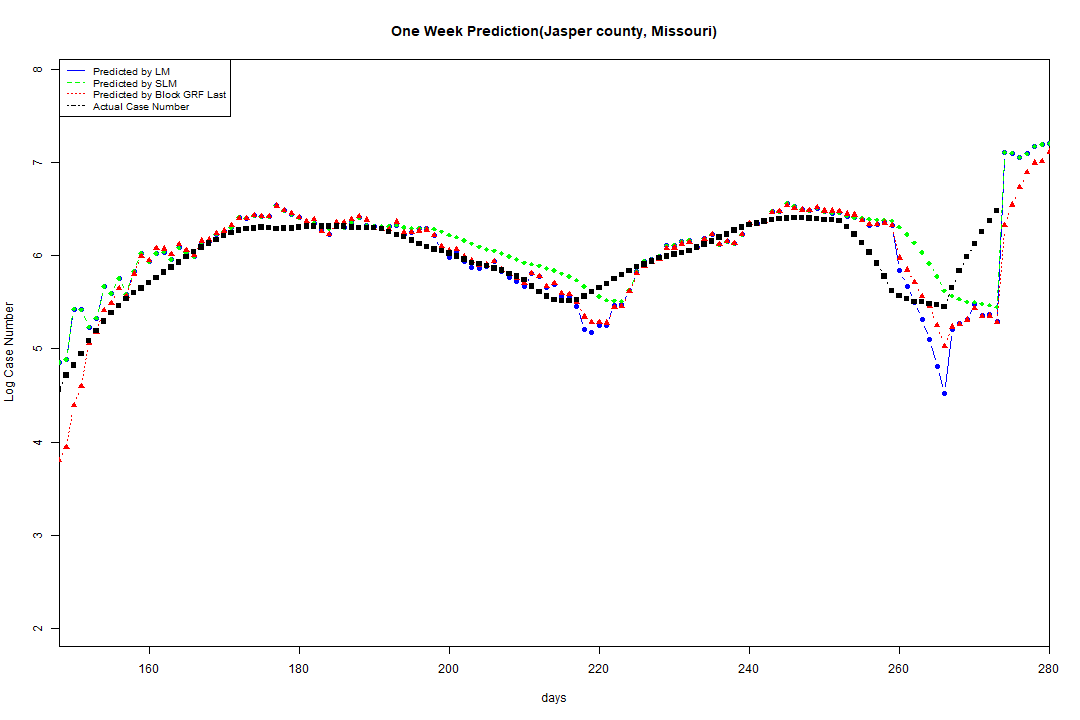 One Week Prediction(Jasper county, Missouri)
Predicted by LM
Predicted by SLM
Predicted by Block GRF Last
Actual Case Number
Log Case Number
8
7
6
5
4
3
2
160 180 200 220 240 260 280
days